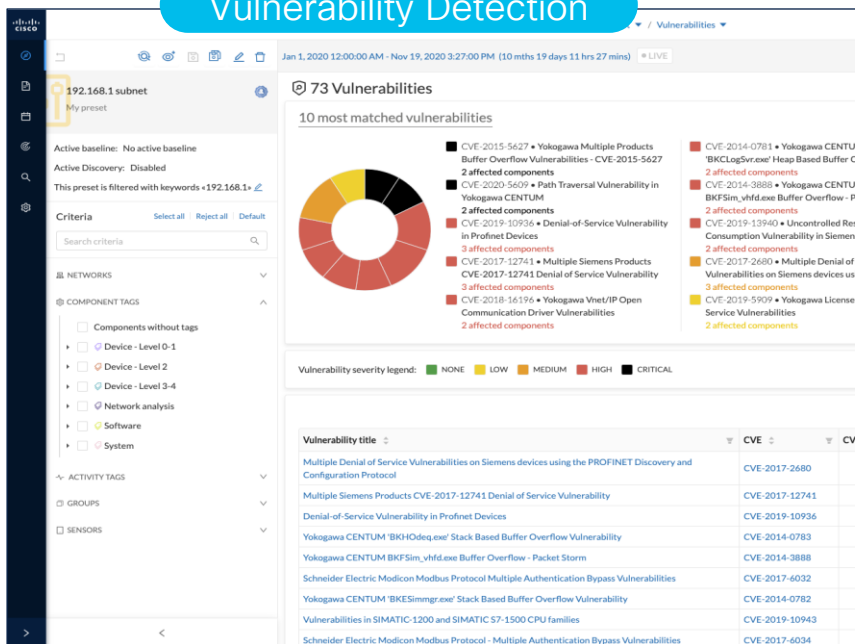 Vulnerability Detection
CISCO
/ Vulnerabilities
Jan 1, 2020 12:00:00 AM - Nov 19, 2020 3:27:00 PM (10 mths 19 days 11 hrs 27 mins)
LIVE
192.168.1 subnet
My preset
Active baseline: No active baseline
Active Discovery: Disabled
This preset is filtered with keywords «192.168.1»
Criteria
Select all
Reject all
Default
Search criteria
NETWORKS
COMPONENT TAGS
Components without tags
Device - Level 0-1
Device - Level 2
Device - Level 3-4
Network analysis
Software
System
ACTIVITY TAGS
GROUPS
SENSORS
73 Vulnerabilities
10 most matched vulnerabilities
CVE-2015-5627 • Yokogawa Multiple Products
Buffer Overflow Vulnerabilities - CVE-2015-5627
2 affected components
CVE-2020-5609 • Path Traversal Vulnerability in
Yokogawa CENTUM
2 affected components
CVE-2019-10936 • Denial-of-Service Vulnerability
in Profinet Devices
3 affected components
CVE-2017-12741 • Multiple Siemens Products
CVE-2017-12741 Denial of Service Vulnerability
3 affected components
CVE-2018-16196 • Yokogawa Vnet/IP Open
Communication Driver Vulnerabilities
2 affected components
CVE-2014-0781 • Yokogawa CENTU
'BKCLogSvr.exe' Heap Based Buffer O
2 affected components
CVE-2014-3888 • Yokogawa CENTU
BKFSim_vhfd.exe Buffer Overflow - P
2 affected components
CVE-2019-13940 • Uncontrolled Res
Consumption Vulnerability in Siemen
2 affected components
CVE-2017-2680 • Multiple Denial of
Vulnerabilities on Siemens devices us
3 affected components
CVE-2019-5909 • Yokogawa License
Service Vulnerabilities
2 affected components
Vulnerability severity legend:
NONE
LOW
MEDIUM
HIGH
CRITICAL
Vulnerability title
CVE
CV
Multiple Denial of Service Vulnerabilities on Siemens devices using the PROFINET Discovery and
Configuration Protocol
CVE-2017-2680
Multiple Siemens Products CVE-2017-12741 Denial of Service Vulnerability
CVE-2017-12741
Denial-of-Service Vulnerability in Profinet Devices
CVE-2019-10936
Yokogawa CENTUM 'BKHOdeq.exe' Stack Based Buffer Overflow Vulnerability
CVE-2014-0783
Yokogawa CENTUM BKFSim_vhfd.exe Buffer Overflow - Packet Storm
CVE-2014-3888
Schneider Electric Modicon Modbus Protocol Multiple Authentication Bypass Vulnerabilities
CVE-2017-6032
Yokogawa CENTUM 'BKESimmgr.exe' Stack Based Buffer Overflow Vulnerability
CVE-2014-0782
Vulnerabilities in SIMATIC-1200 and SIMATIC S7-1500 CPU families
CVE-2019-10943
Schneider Electric Modicon Modbus Protocol - Multiple Authentication Bypass Vulnerabilities
CVE-2017-6034